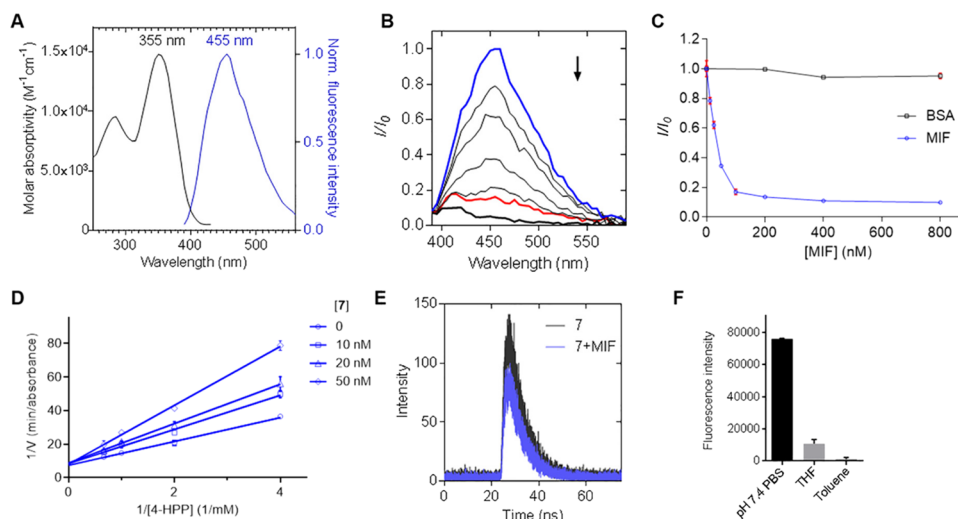 A
355 nm
455 nm
1.5x10⁴
1.0x10⁴
5.0x10³
0.0
Molar absoptivity (M⁻¹cm⁻¹)
1.0
0.5
0.0
Norm. fluorescence intensity
300
400
500
Wavelength (nm)
B
1.0
0.8
0.6
0.4
0.2
0.0
I/I0
400
450
500
550
Wavelength (nm)
C
1.2
1.0
0.8
0.6
0.4
0.2
0.0
I/I0
0
200
400
600
800
[MIF] (nM)
BSA
MIF
D
[7]
0
10 nM
20 nM
50 nM
100
80
60
40
20
0
1/V (min/absorbance)
0
2
4
1/[4-HPP] (1/mM)
E
150
100
50
0
Intensity
7
7+MIF
0
20
40
60
Time (ns)
F
80000
60000
40000
20000
0
Fluorescence intensity
pH 7.4 PBS
THF
Toluene